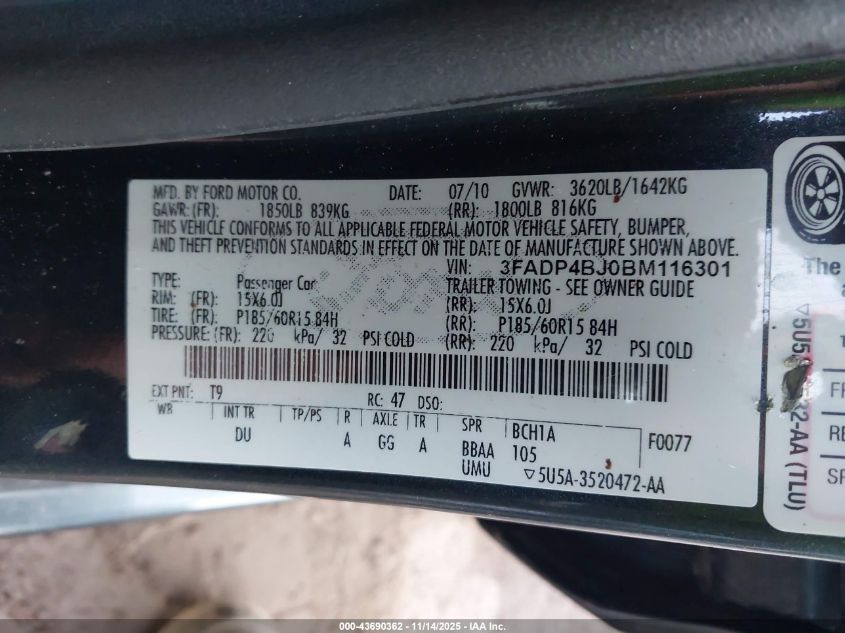 MFD. BY FORD MOTOR CO. DATE: 07/10 GVWR: 3620LB/1642KG
GAWR: (FR): 1850LB 839KG (RR): 1800LB 816KG
THIS VEHICLE CONFORMS TO ALL APPLICABLE FEDERAL MOTOR VEHICLE SAFETY, BUMPER,
AND THEFT PREVENTION STANDARDS IN EFFECT ON THE DATE OF MANUFACTURE SHOWN ABOVE.
VIN: 3FADP4BJ0BM116301
TYPE: Passenger Car TRAILER TOWING - SEE OWNER GUIDE
RIM: (FR): 15X6.0J (RR): 15X6.0J
TIRE: (FR): P185/60R15 84H (RR): P185/60R15 84H
PRESSURE: (FR): 220 kPa/ 32 PSI COLD (RR): 220 kPa/ 32 PSI COLD
EXT PNT: T9 RC: 47 DSO:
WB INT TR TP/PS R AXLE TR SPR BCH1A F0077
DU A GG A BBAA 105
UMU ▽5U5A-3520472-AA
The
T
FR
RE
SP
-AA (TLU)
000-43690362 - 11/14/2025 - IAA Inc.